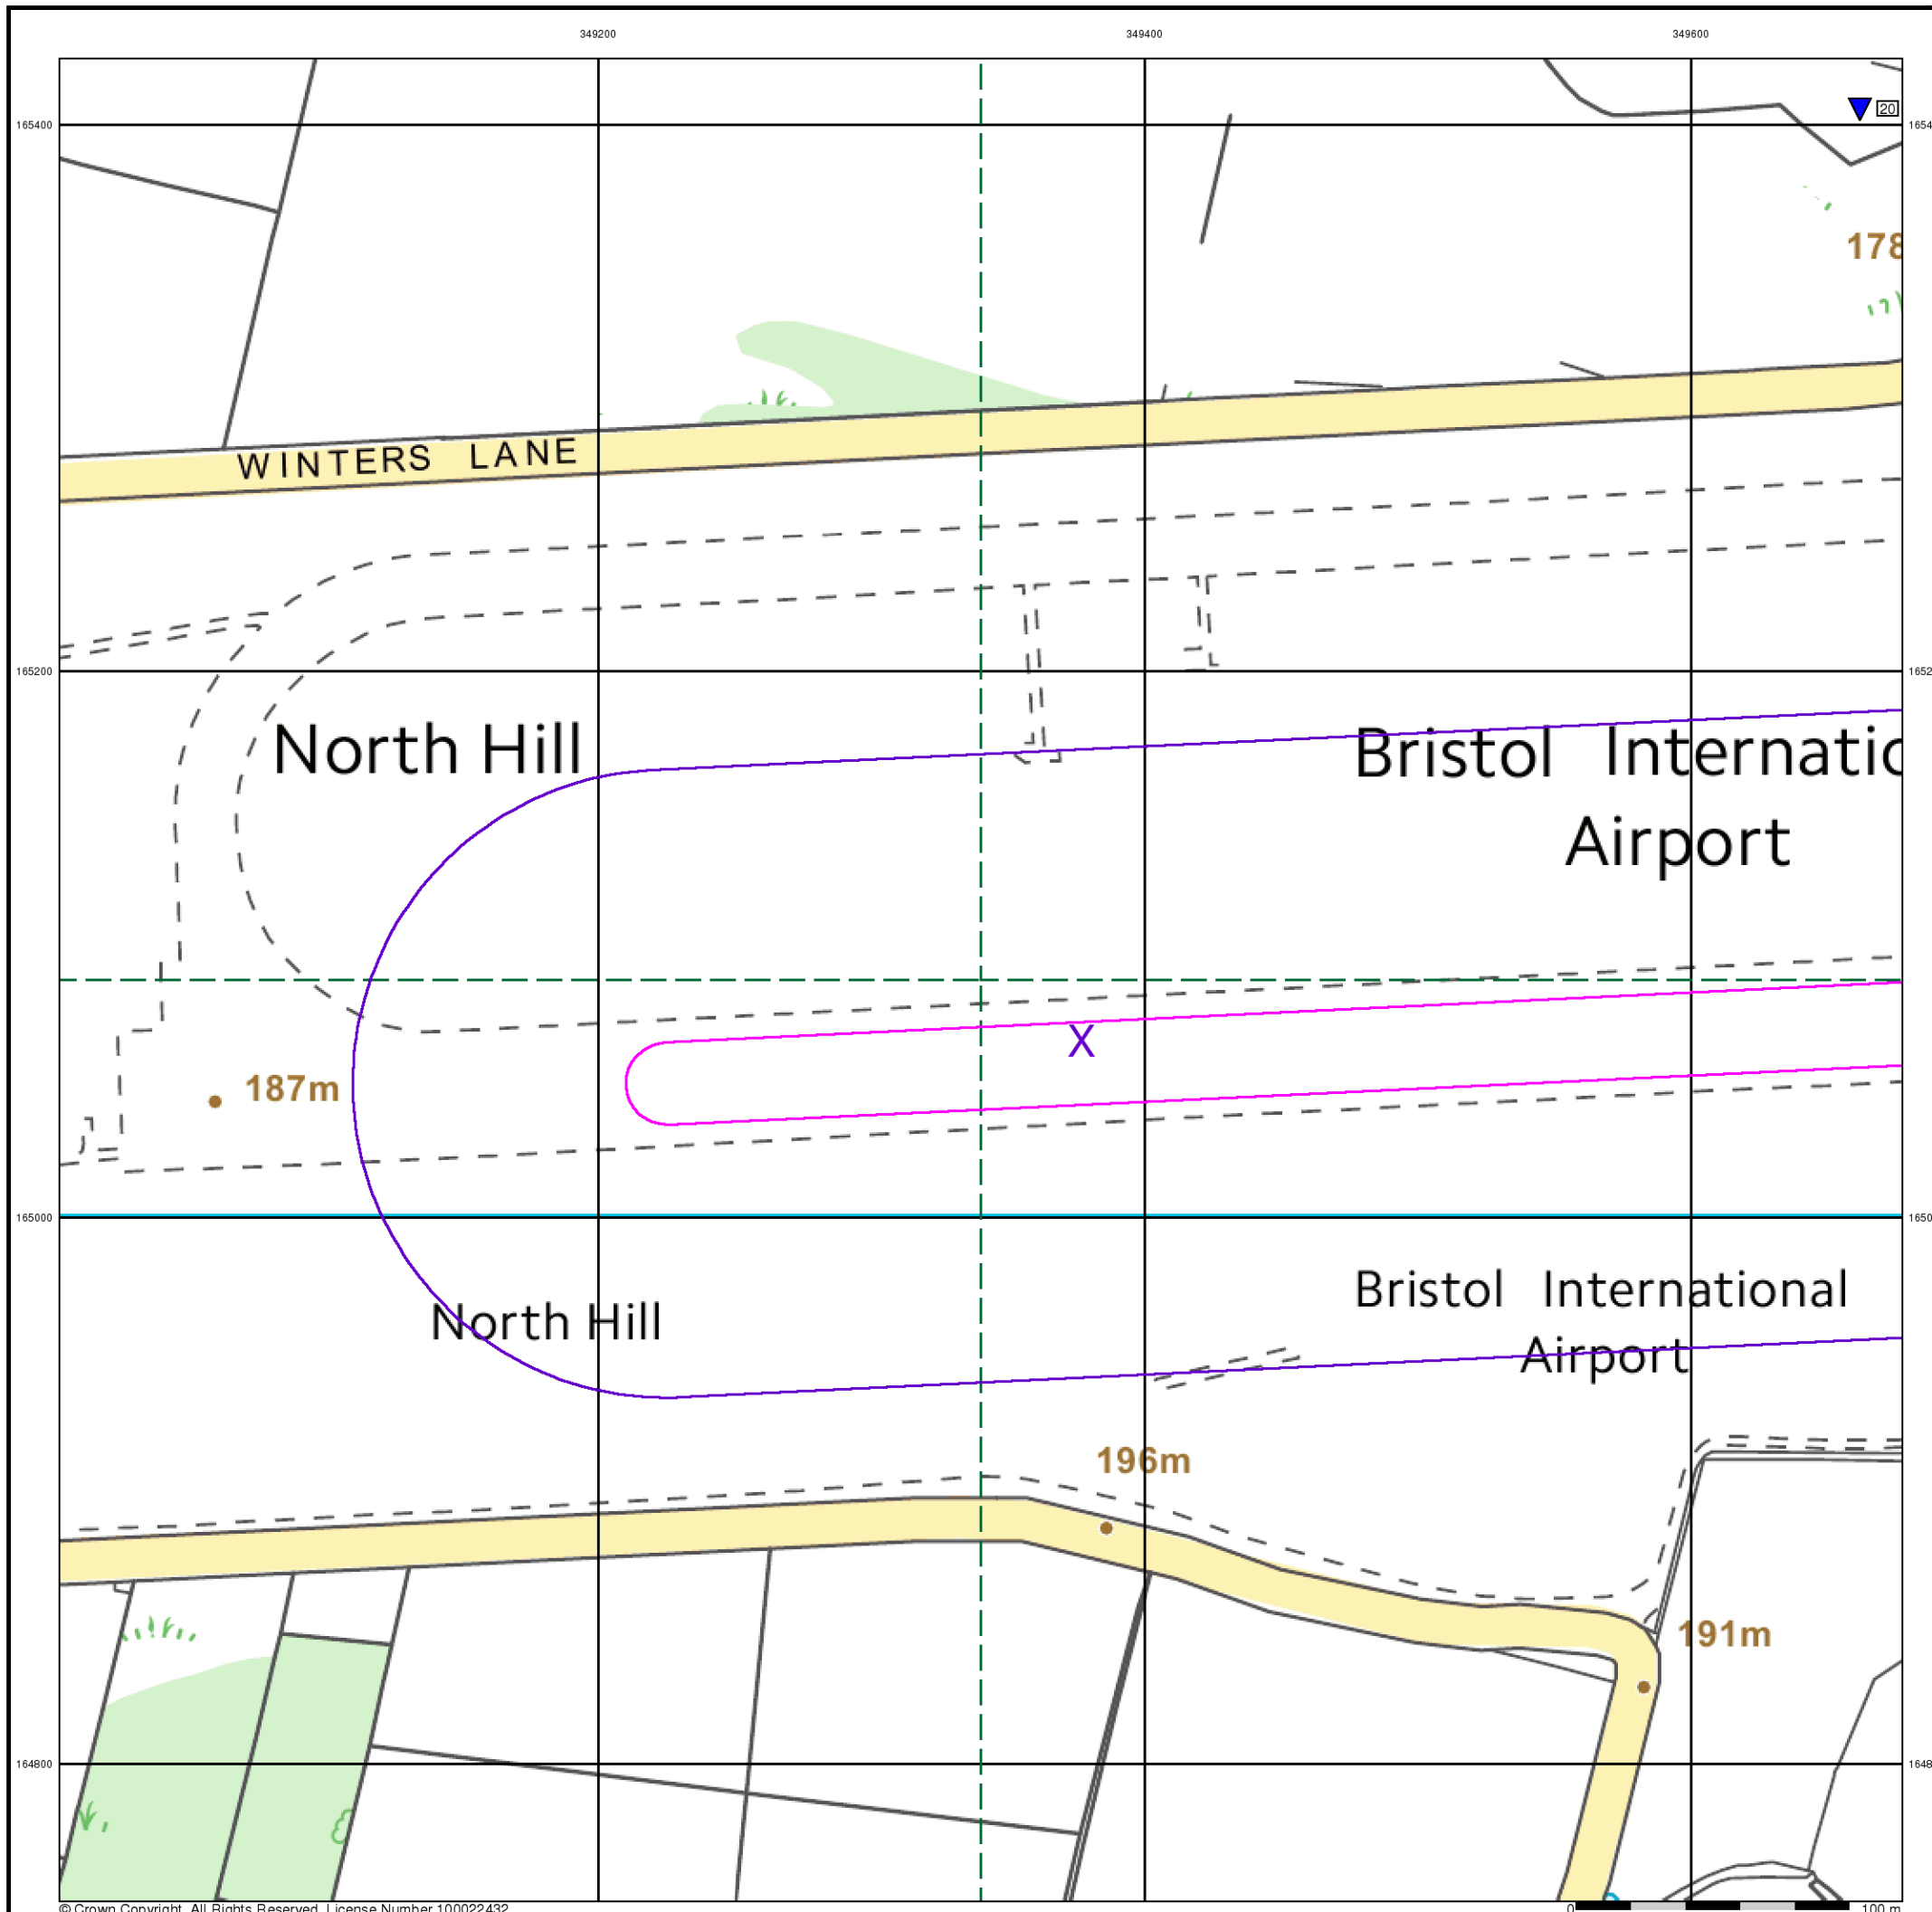 349200 349400 349600
165400
20
178
WINTERS LANE
165200
North Hill
Bristol Internatio
Airport
X
187m
165000
Bristol International
North Hill
Airport
196m
191m
164800
0 100 m
© Crown Copyright. All Rights Reserved. License Number 100022432